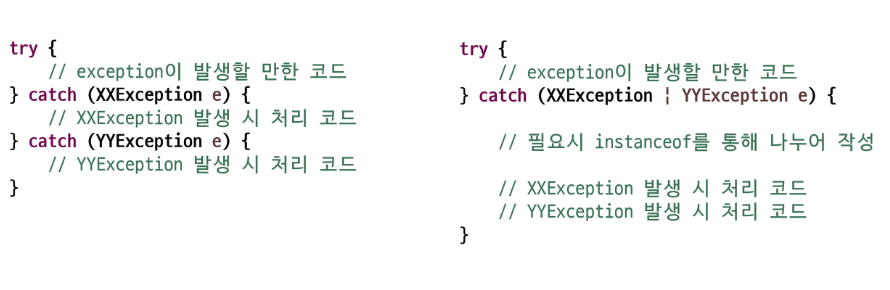 try {
    // exception이 발생할 만한 코드
} catch (XXException e) {
    // XXException 발생 시 처리 코드
} catch (YYException e) {
    // YYException 발생 시 처리 코드
}
try {
    // exception이 발생할 만한 코드
} catch (XXException ¦ YYException e) {
    // 필요시 instanceof를 통해 나누어 작성
    // XXException 발생 시 처리 코드
    // YYException 발생 시 처리 코드
}